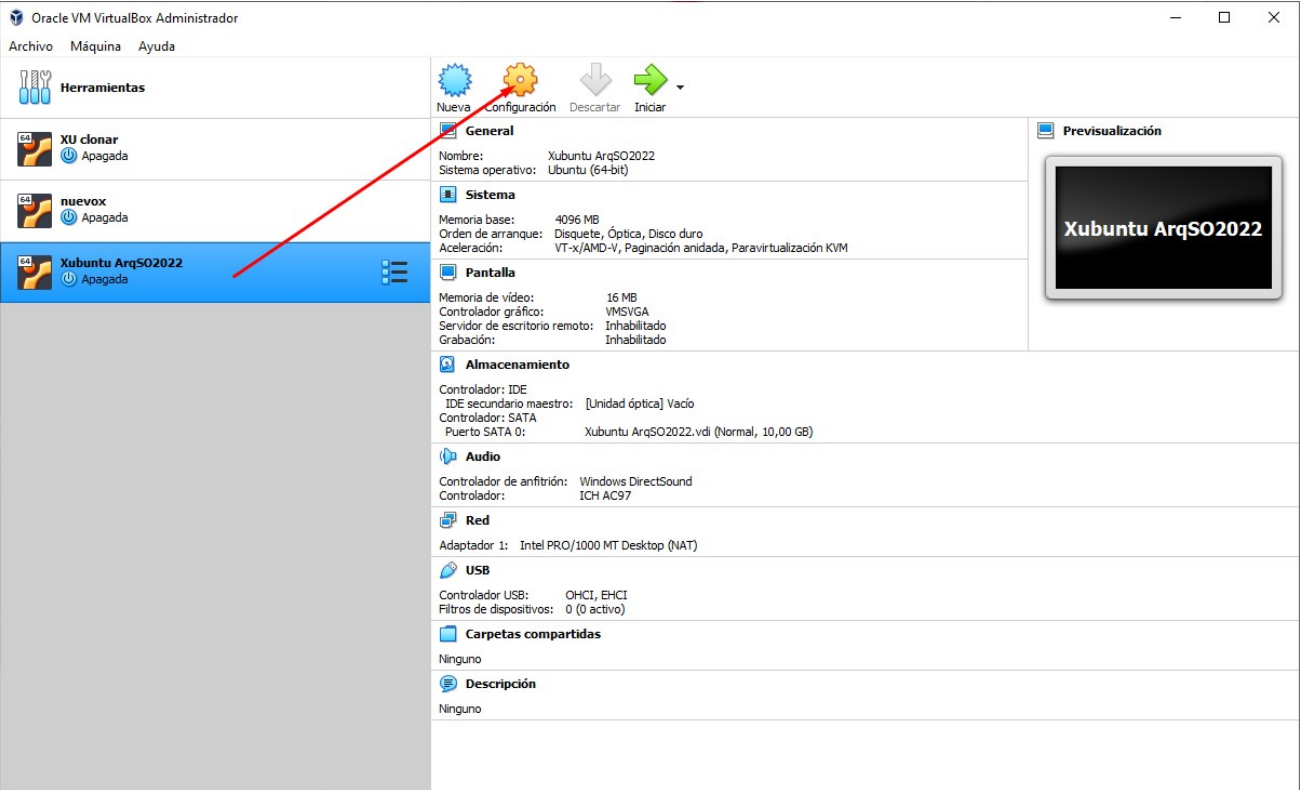 Oracle VM VirtualBox Administrador
Archivo Máquina Ayuda
Herramientas
64
XU clonar
Apagada
64
nuevox
Apagada
64
Xubuntu ArqSO2022
Apagada
Nueva Configuración Descartar Iniciar
General
Nombre: Xubuntu ArqSO2022
Sistema operativo: Ubuntu (64-bit)
Sistema
Memoria base: 4096 MB
Orden de arranque: Disquete, Óptica, Disco duro
Aceleración: VT-x/AMD-V, Paginación anidada, Paravirtualización KVM
Pantalla
Memoria de vídeo: 16 MB
Controlador gráfico: VMSVGA
Servidor de escritorio remoto: Inhabilitado
Grabación: Inhabilitado
Previsualización
Xubuntu ArqSO2022
Almacenamiento
Controlador: IDE
IDE secundario maestro: [Unidad óptica] Vacío
Controlador: SATA
Puerto SATA 0: Xubuntu ArqSO2022.vdi (Normal, 10,00 GB)
Audio
Controlador de anfitrión: Windows DirectSound
Controlador: ICH AC97
Red
Adaptador 1: Intel PRO/1000 MT Desktop (NAT)
USB
Controlador USB: OHCI, EHCI
Filtros de dispositivos: 0 (0 activo)
Carpetas compartidas
Ninguno
Descripción
Ninguno